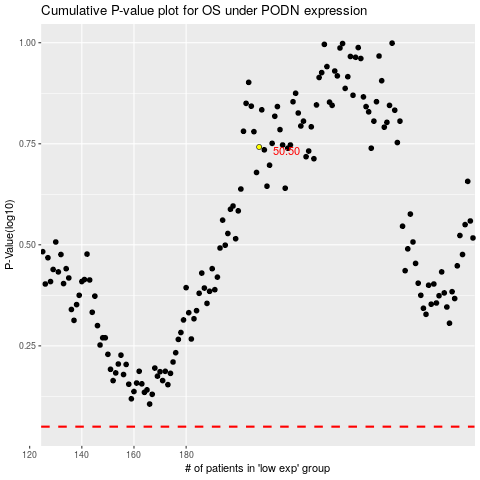 Cumulative P-value plot for OS under PODN expression
P-Value(log10)
1.00
0.75
0.50
0.25
50:50
120 140 160 180
# of patients in 'low exp' group